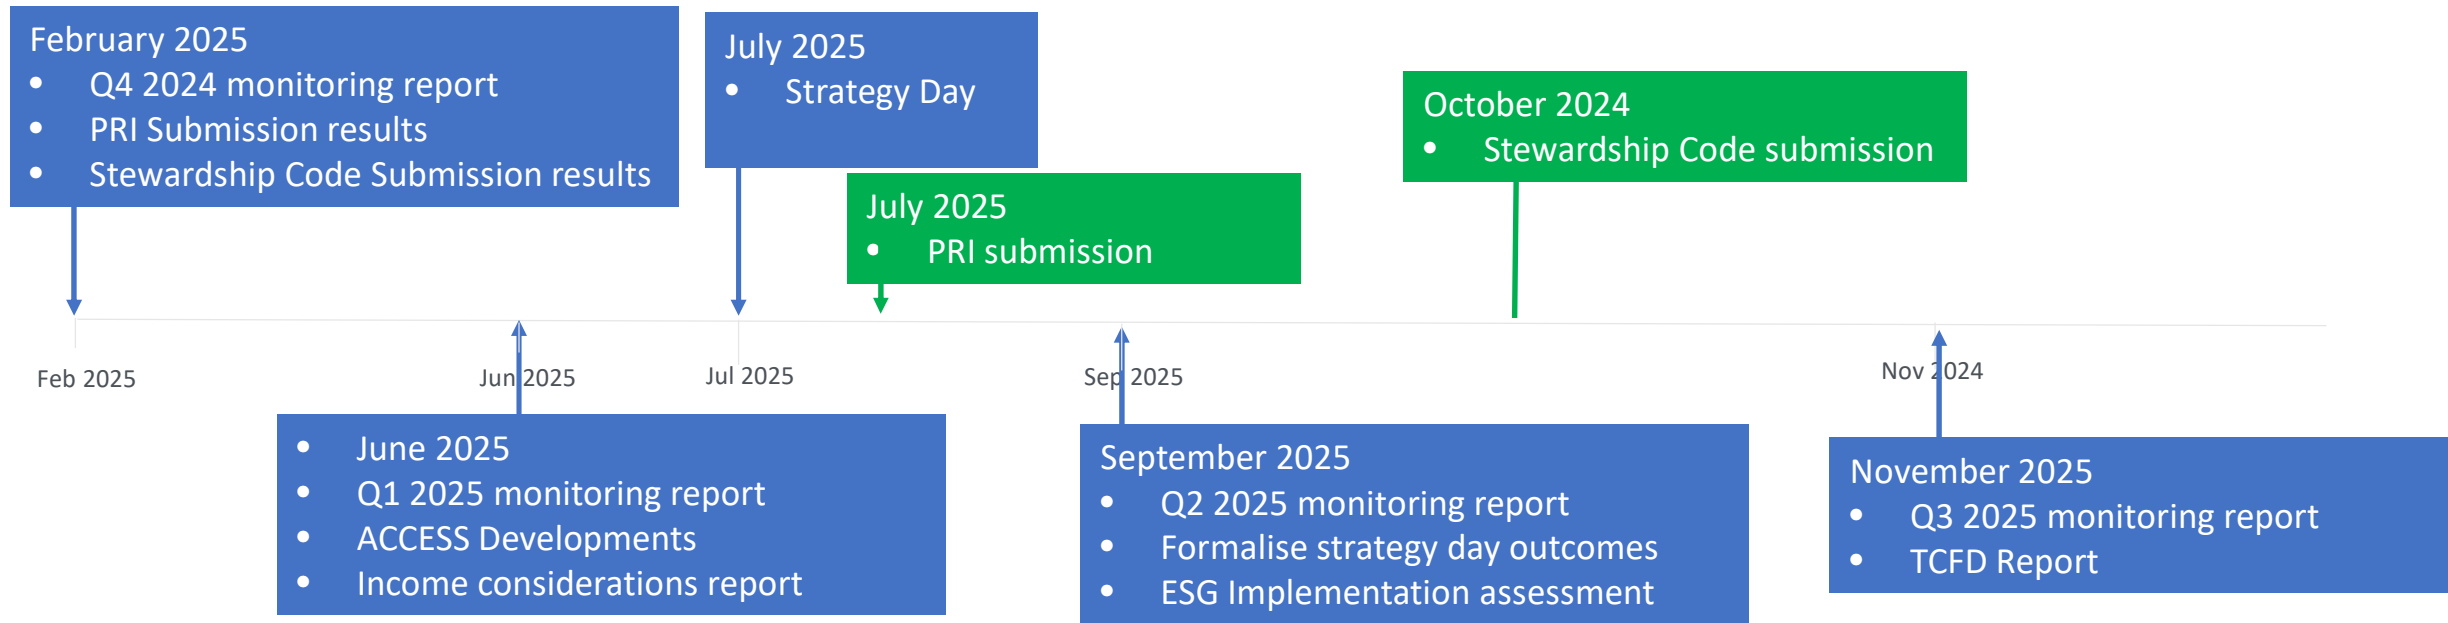 February 2025
• Q4 2024 monitoring report
• PRI Submission results
• Stewardship Code Submission results
July 2025
• Strategy Day
July 2025
• PRI submission
October 2024
• Stewardship Code submission
Feb 2025
Jun 2025
Jul 2025
Sep 2025
Nov 2024
• June 2025
• Q1 2025 monitoring report
• ACCESS Developments
• Income considerations report
September 2025
• Q2 2025 monitoring report
• Formalise strategy day outcomes
• ESG Implementation assessment
November 2025
• Q3 2025 monitoring report
• TCFD Report